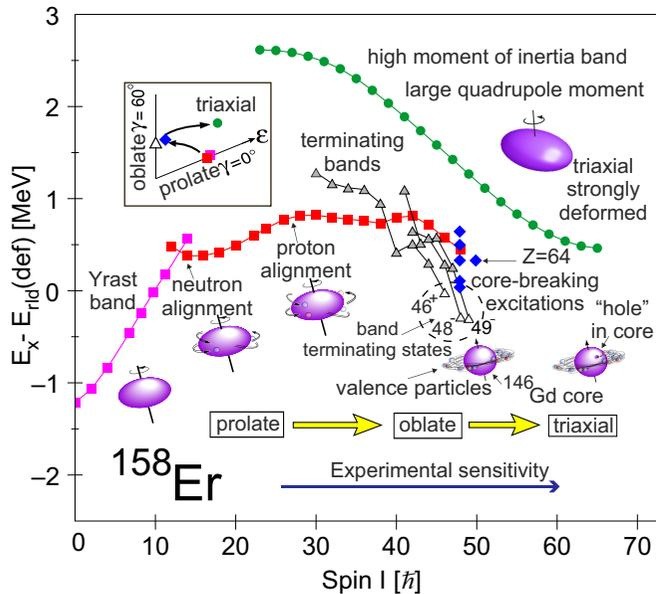 3
2
1
0
−1
−2
E_x- E_rld(def) [MeV]
high moment of inertia band
large quadrupole moment
triaxial
strongly
deformed
oblate γ = 60°
triaxial
ε
prolate γ=0°
terminating
bands
Yrast
band
neutron
alignment
proton
alignment
Z=64
core-breaking
excitations
46⁺
48⁻
49⁻
band
terminating states
"hole"
in core
valence particles
146
Gd core
prolate
oblate
triaxial
¹⁵⁸Er
Experimental sensitivity
0
10
20
30
40
50
60
70
Spin I [ℏ]